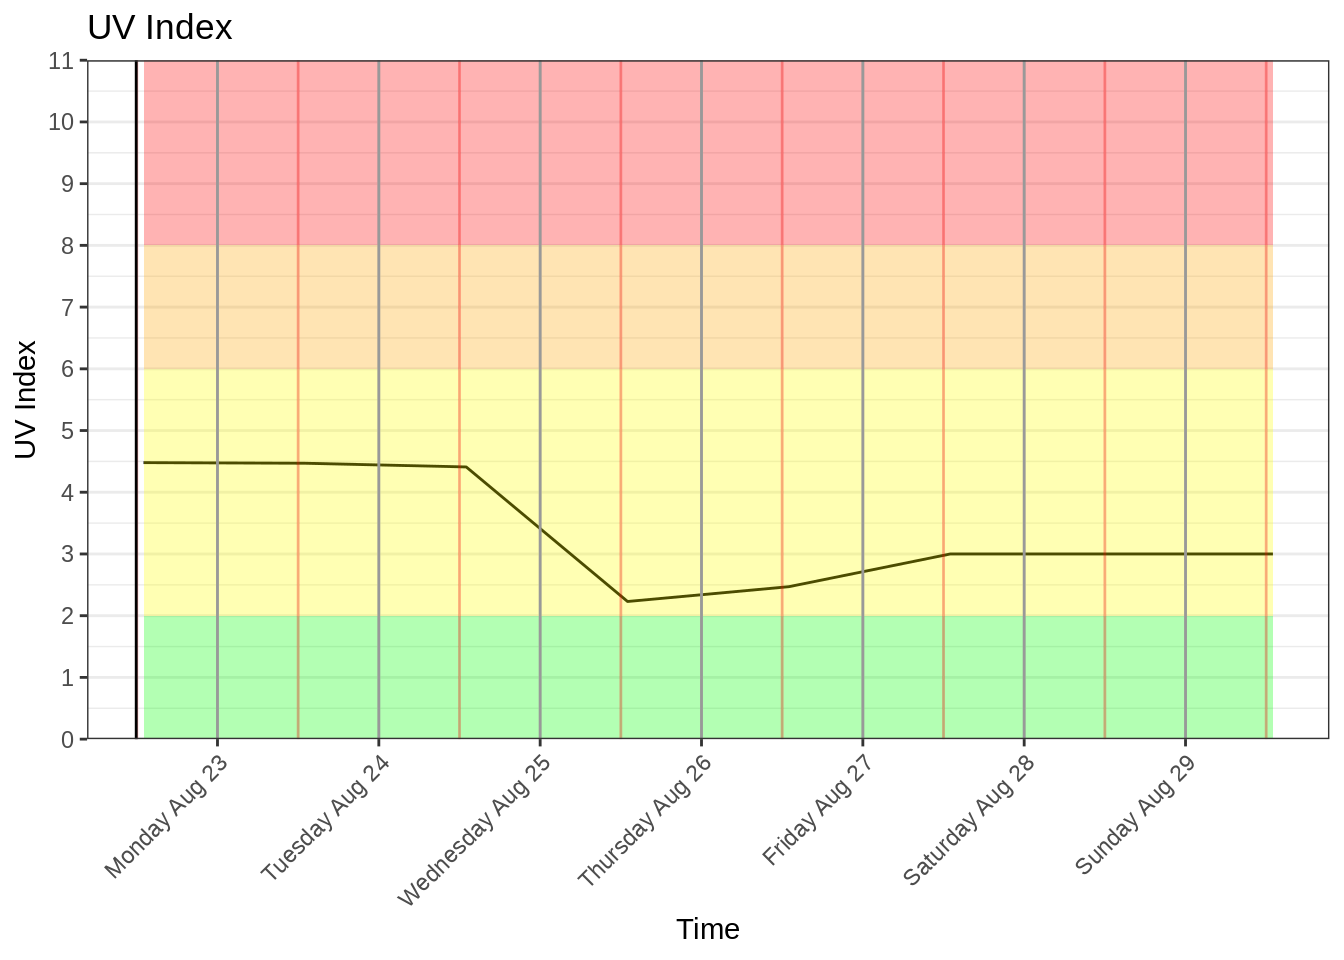 UV Index
11
10
9
8
7
6
5
4
3
2
1
0
UV Index
Monday Aug 23
Tuesday Aug 24
Wednesday Aug 25
Thursday Aug 26
Friday Aug 27
Saturday Aug 28
Sunday Aug 29
Time